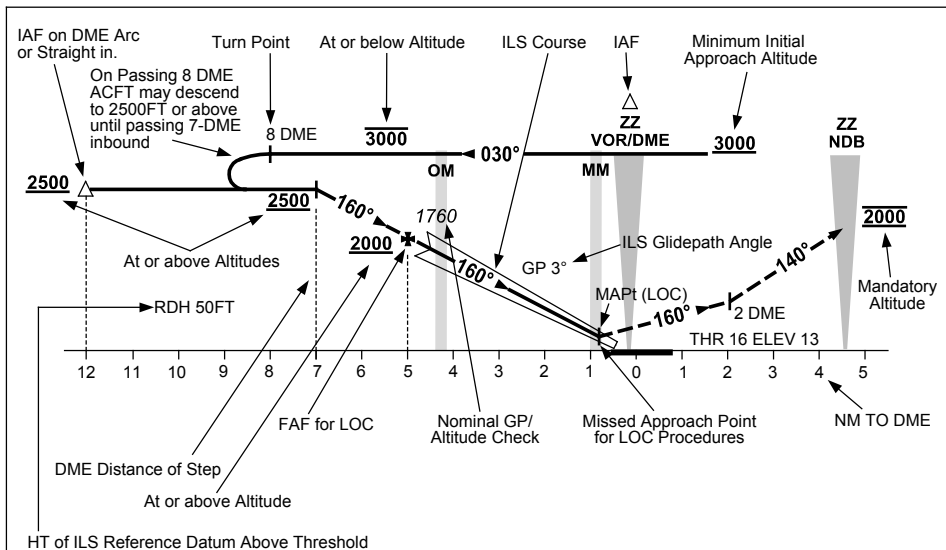 IAF on DME Arc
or Straight in.
Turn Point
At or below Altitude
ILS Course
IAF
Minimum Initial
Approach Altitude
On Passing 8 DME
ACFT may descend
to 2500FT or above
until passing 7-DME
inbound
8 DME
3000
ZZ
VOR/DME
3000
ZZ
NDB
030°
OM
MM
2500
2500
160°
1760
2000
160°
GP 3°
ILS Glidepath Angle
140°
2000
At or above Altitudes
Mandatory
Altitude
RDH 50FT
MAPt (LOC)
160°
2 DME
THR 16 ELEV 13
12 11 10 9 8 7 6 5 4 3 2 1 0 1 2 3 4 5
FAF for LOC
Nominal GP/
Altitude Check
Missed Approach Point
for LOC Procedures
NM TO DME
DME Distance of Step
At or above Altitude
HT of ILS Reference Datum Above Threshold